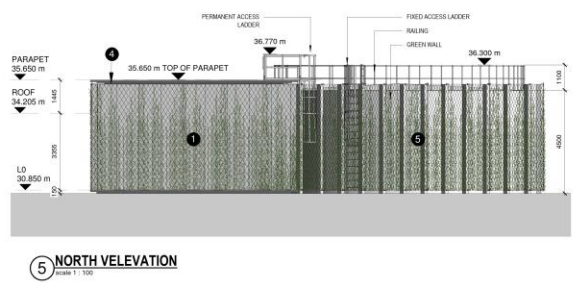 PERMANENT ACCESS
LADDER
FIXED ACCESS LADDER
36.770 m
RAILING
4
GREEN WALL
36.300 m
PARAPET
35.650 m
35.650 m TOP OF PARAPET
1445
1100
ROOF
34.205 m
3355
1
5
4500
L0
30.850 m
150
5
NORTH VELEVATION
scale 1 : 100